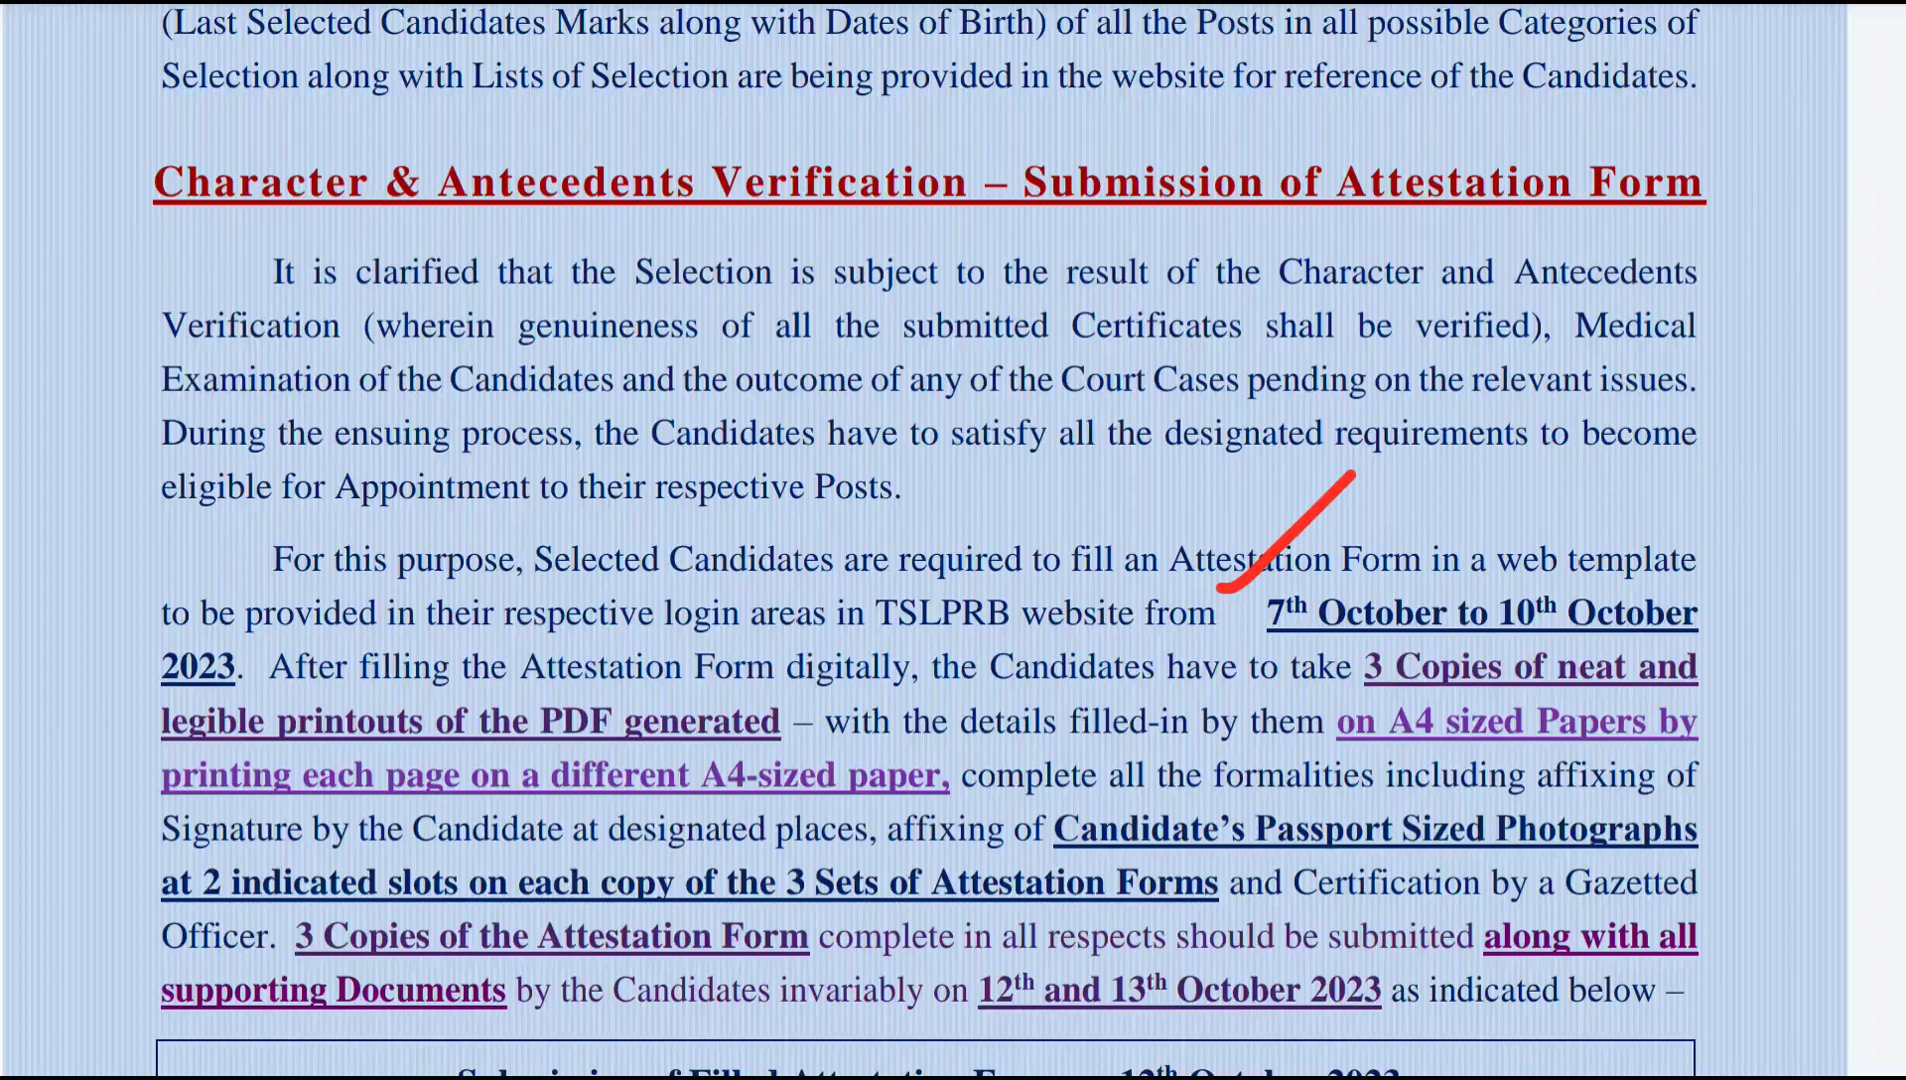 (Last Selected Candidates Marks along with Dates of Birth) of all the Posts in all possible Categories of
Selection along with Lists of Selection are being provided in the website for reference of the Candidates.
Character & Antecedents Verification – Submission of Attestation Form
It is clarified that the Selection is subject to the result of the Character and Antecedents
Verification (wherein genuineness of all the submitted Certificates shall be verified), Medical
Examination of the Candidates and the outcome of any of the Court Cases pending on the relevant issues.
During the ensuing process, the Candidates have to satisfy all the designated requirements to become
eligible for Appointment to their respective Posts.
For this purpose, Selected Candidates are required to fill an Attestation Form in a web template
to be provided in their respective login areas in TSLPRB website from 7th October to 10th October
2023. After filling the Attestation Form digitally, the Candidates have to take 3 Copies of neat and
legible printouts of the PDF generated – with the details filled-in by them on A4 sized Papers by
printing each page on a different A4-sized paper, complete all the formalities including affixing of
Signature by the Candidate at designated places, affixing of Candidate’s Passport Sized Photographs
at 2 indicated slots on each copy of the 3 Sets of Attestation Forms and Certification by a Gazetted
Officer. 3 Copies of the Attestation Form complete in all respects should be submitted along with all
supporting Documents by the Candidates invariably on 12th and 13th October 2023 as indicated below –